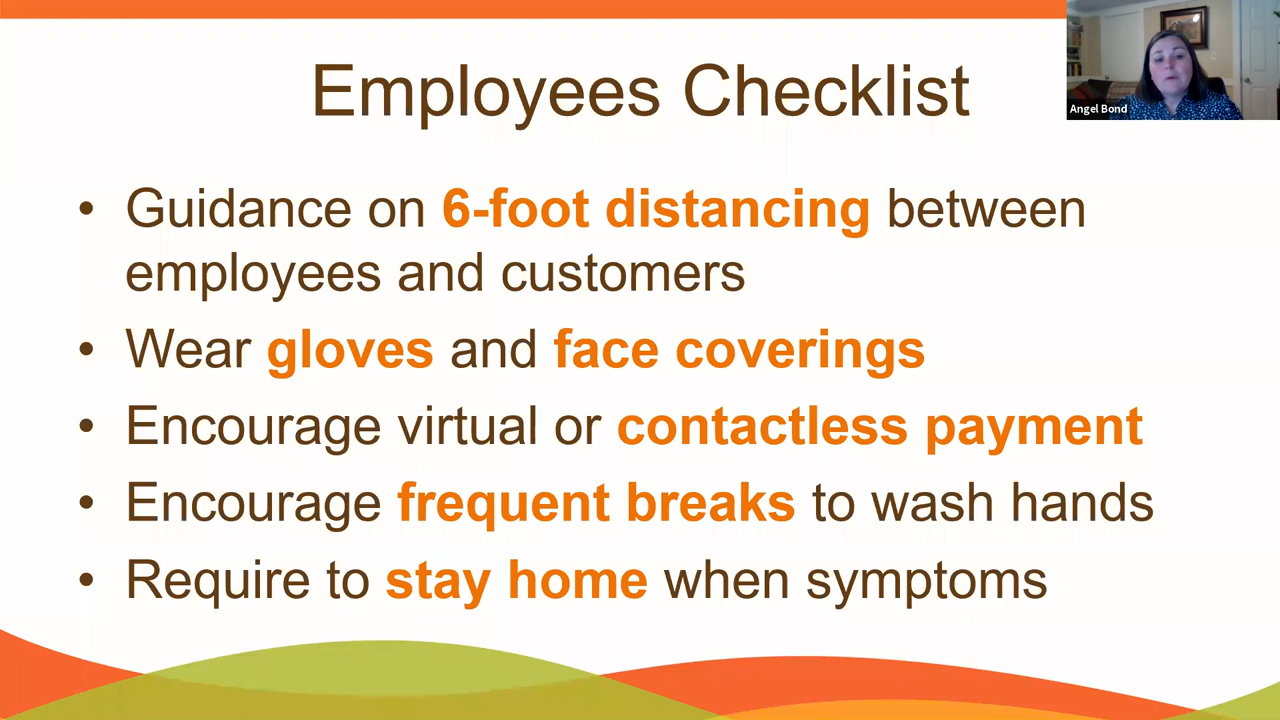 Employees Checklist
Angel Bond
• Guidance on 6-foot distancing between
employees and customers
• Wear gloves and face coverings
• Encourage virtual or contactless payment
• Encourage frequent breaks to wash hands
• Require to stay home when symptoms